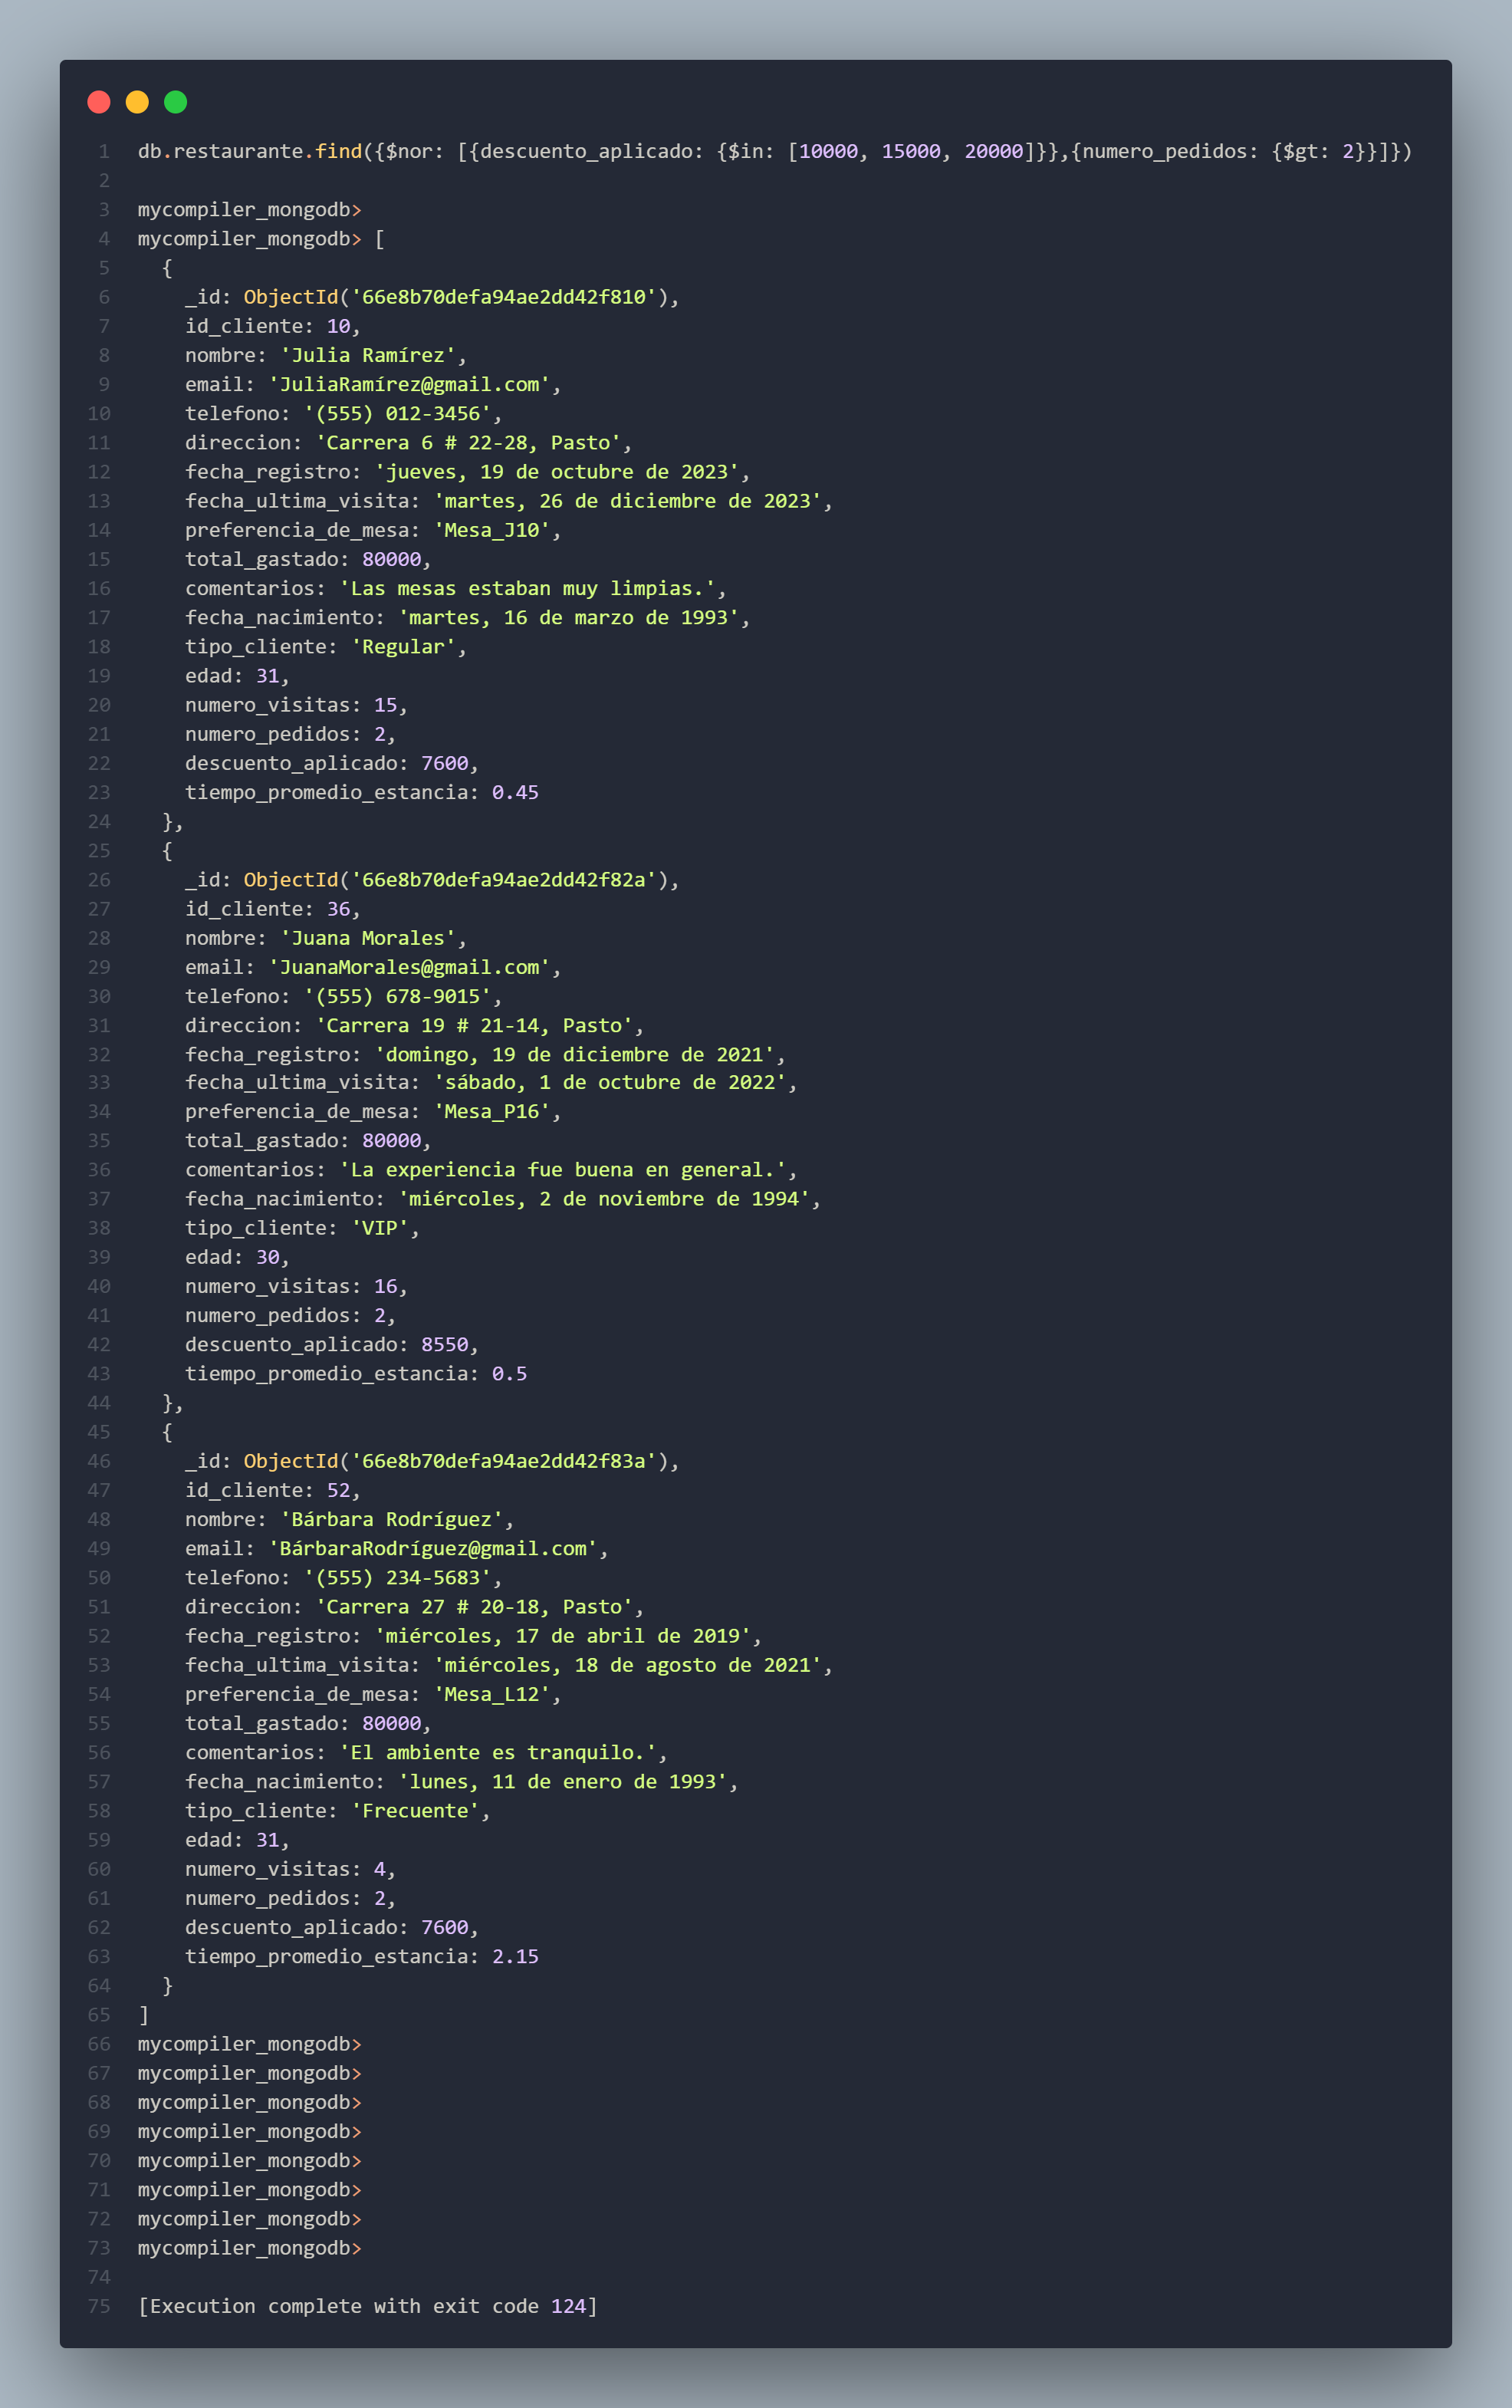 1 db.restaurante.find({$nor: [{descuento_aplicado: {$in: [10000, 15000, 20000]}},{numero_pedidos: {$gt: 2}}]})
2
3 mycompiler_mongodb>
4 mycompiler_mongodb> [
5   {
6     _id: ObjectId('66e8b70defa94ae2dd42f810'),
7     id_cliente: 10,
8     nombre: 'Julia Ramírez',
9     email: 'JuliaRamírez@gmail.com',
10     telefono: '(555) 012-3456',
11     direccion: 'Carrera 6 # 22-28, Pasto',
12     fecha_registro: 'jueves, 19 de octubre de 2023',
13     fecha_ultima_visita: 'martes, 26 de diciembre de 2023',
14     preferencia_de_mesa: 'Mesa_J10',
15     total_gastado: 80000,
16     comentarios: 'Las mesas estaban muy limpias.',
17     fecha_nacimiento: 'martes, 16 de marzo de 1993',
18     tipo_cliente: 'Regular',
19     edad: 31,
20     numero_visitas: 15,
21     numero_pedidos: 2,
22     descuento_aplicado: 7600,
23     tiempo_promedio_estancia: 0.45
24   },
25   {
26     _id: ObjectId('66e8b70defa94ae2dd42f82a'),
27     id_cliente: 36,
28     nombre: 'Juana Morales',
29     email: 'JuanaMorales@gmail.com',
30     telefono: '(555) 678-9015',
31     direccion: 'Carrera 19 # 21-14, Pasto',
32     fecha_registro: 'domingo, 19 de diciembre de 2021',
33     fecha_ultima_visita: 'sábado, 1 de octubre de 2022',
34     preferencia_de_mesa: 'Mesa_P16',
35     total_gastado: 80000,
36     comentarios: 'La experiencia fue buena en general.',
37     fecha_nacimiento: 'miércoles, 2 de noviembre de 1994',
38     tipo_cliente: 'VIP',
39     edad: 30,
40     numero_visitas: 16,
41     numero_pedidos: 2,
42     descuento_aplicado: 8550,
43     tiempo_promedio_estancia: 0.5
44   },
45   {
46     _id: ObjectId('66e8b70defa94ae2dd42f83a'),
47     id_cliente: 52,
48     nombre: 'Bárbara Rodríguez',
49     email: 'BárbaraRodríguez@gmail.com',
50     telefono: '(555) 234-5683',
51     direccion: 'Carrera 27 # 20-18, Pasto',
52     fecha_registro: 'miércoles, 17 de abril de 2019',
53     fecha_ultima_visita: 'miércoles, 18 de agosto de 2021',
54     preferencia_de_mesa: 'Mesa_L12',
55     total_gastado: 80000,
56     comentarios: 'El ambiente es tranquilo.',
57     fecha_nacimiento: 'lunes, 11 de enero de 1993',
58     tipo_cliente: 'Frecuente',
59     edad: 31,
60     numero_visitas: 4,
61     numero_pedidos: 2,
62     descuento_aplicado: 7600,
63     tiempo_promedio_estancia: 2.15
64   }
65 ]
66 mycompiler_mongodb>
67 mycompiler_mongodb>
68 mycompiler_mongodb>
69 mycompiler_mongodb>
70 mycompiler_mongodb>
71 mycompiler_mongodb>
72 mycompiler_mongodb>
73 mycompiler_mongodb>
74
75 [Execution complete with exit code 124]